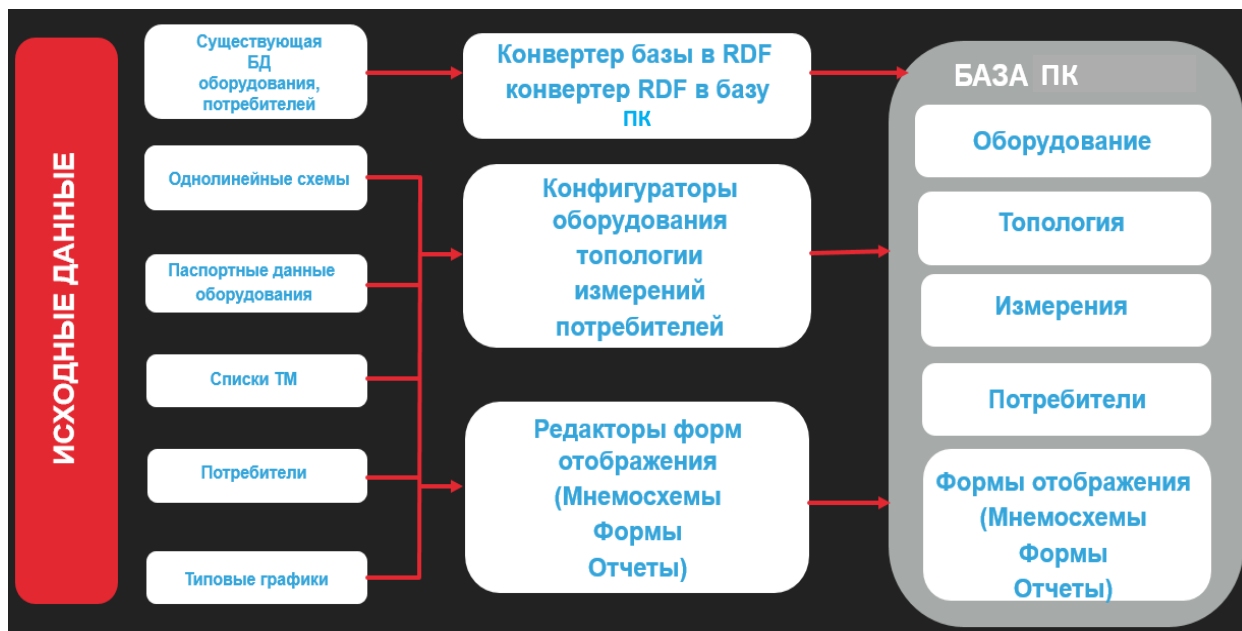 ИСХОДНЫЕ ДАННЫЕ
Существующая
БД
оборудования,
потребителей
Однолинейные схемы
Паспортные данные
оборудования
Списки ТМ
Потребители
Типовые графики
Конвертер базы в RDF
конвертер RDF в базу
ПК
Конфигураторы
оборудования
топологии
измерений
потребителей
Редакторы форм
отображения
(Мнемосхемы
Формы
Отчеты)
БАЗА ПК
Оборудование
Топология
Измерения
Потребители
Формы отображения
(Мнемосхемы
Формы
Отчеты)